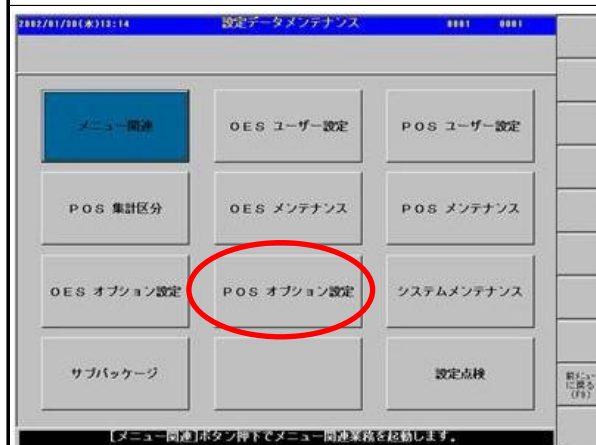 2002/01/30(水)13:14 設定データメンテナンス 0001 0001
メニュー関連 OES ユーザー設定 POS ユーザー設定
POS 集計区分 OES メンテナンス POS メンテナンス
OES オプション設定 POS オプション設定 システムメンテナンス
サブパッケージ 設定点検
前メニュー
に戻る
(F9)
[メニュー関連]ボタン押下でメニュー関連業務を起動します。